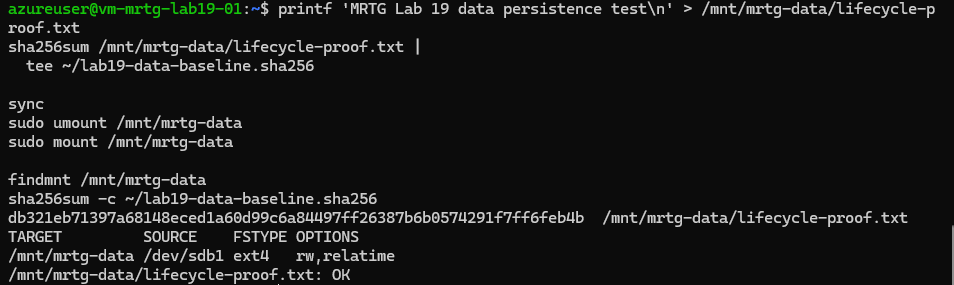 azureuser@vm-mrtg-lab19-01:~$ printf 'MRTG Lab 19 data persistence test\n' > /mnt/mrtg-data/lifecycle-p
roof.txt
sha256sum /mnt/mrtg-data/lifecycle-proof.txt |
  tee ~/lab19-data-baseline.sha256

sync
sudo umount /mnt/mrtg-data
sudo mount /mnt/mrtg-data

findmnt /mnt/mrtg-data
sha256sum -c ~/lab19-data-baseline.sha256
db321eb71397a68148eced1a60d99c6a84497ff26387b6b0574291f7ff6feb4b  /mnt/mrtg-data/lifecycle-proof.txt
TARGET         SOURCE    FSTYPE OPTIONS
/mnt/mrtg-data /dev/sdb1 ext4   rw,relatime
/mnt/mrtg-data/lifecycle-proof.txt: OK